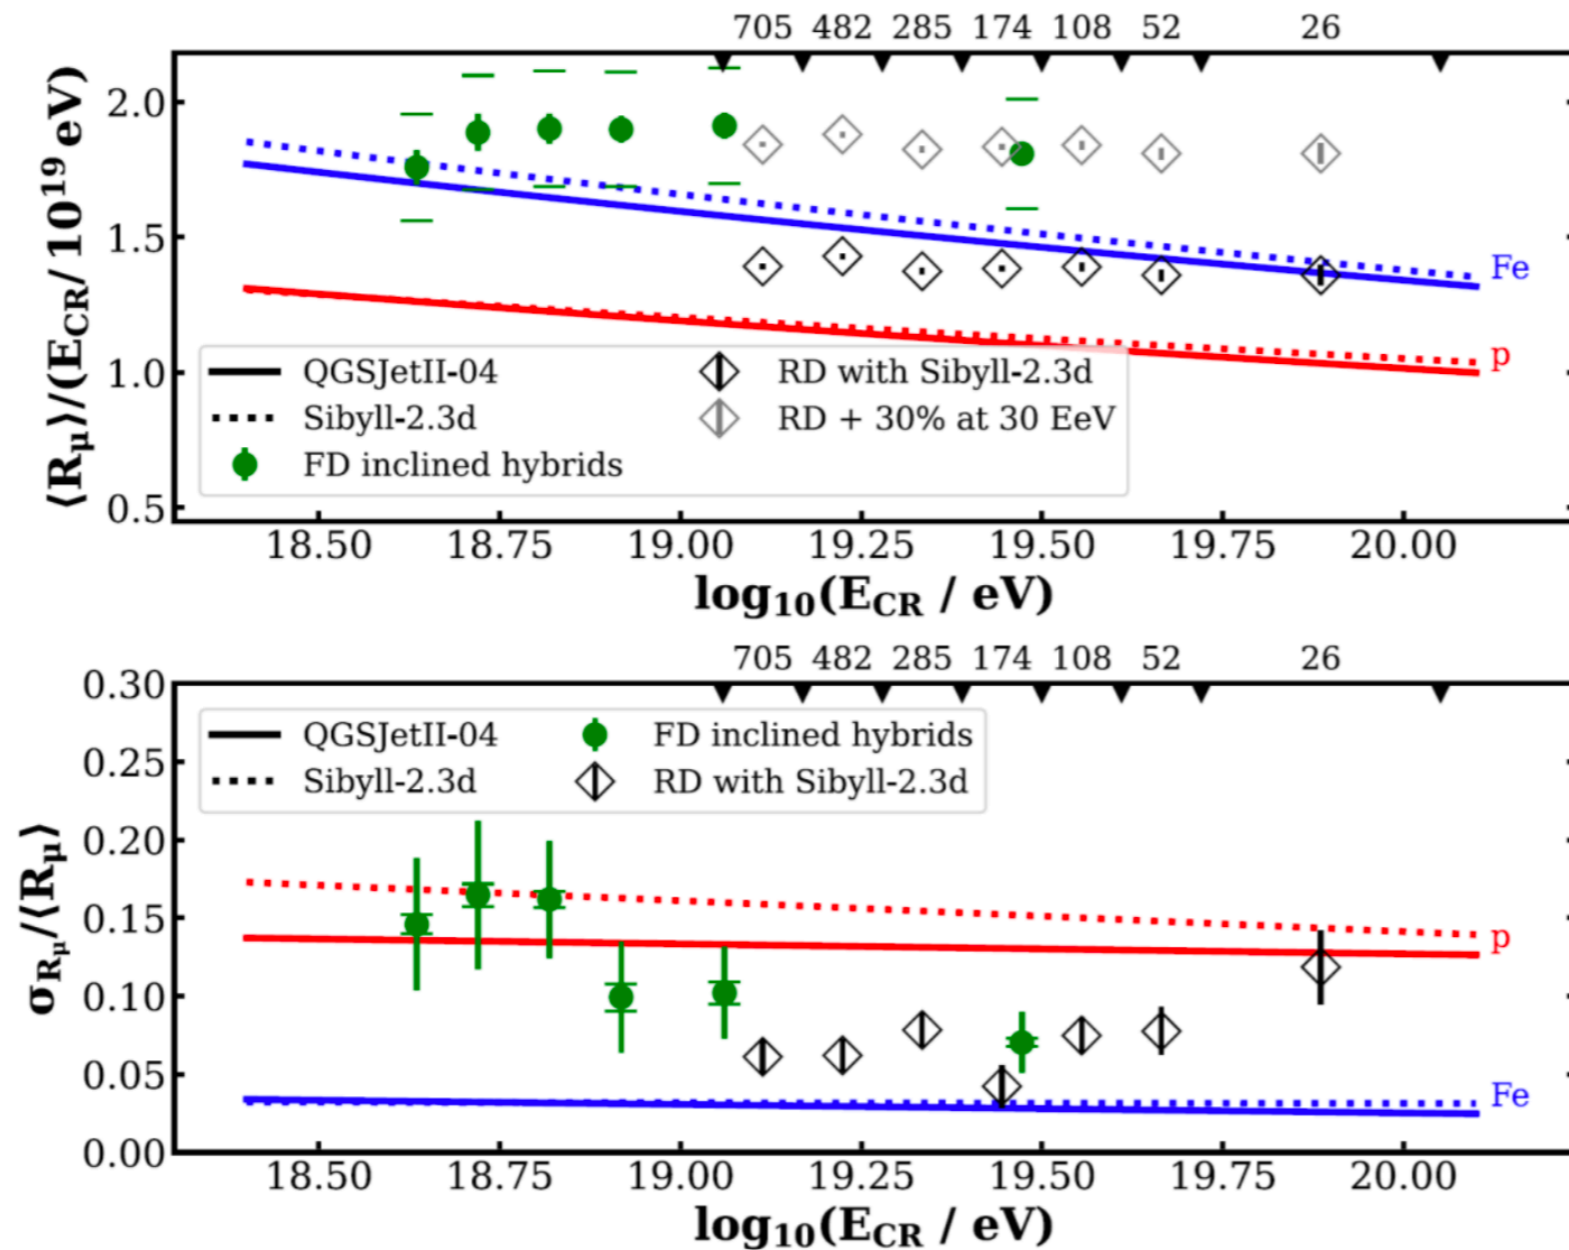 705 482 285 174 108 52 26
2.0
1.5
1.0
0.5
⟨Rμ⟩/(E_CR/10¹⁹ eV)
Fe
p
QGSJetII-04
Sibyll-2.3d
FD inclined hybrids
RD with Sibyll-2.3d
RD + 30% at 30 EeV
18.50 18.75 19.00 19.25 19.50 19.75 20.00
log₁₀(E_CR / eV)
705 482 285 174 108 52 26
0.30
0.25
0.20
0.15
0.10
0.05
0.00
σ_Rμ/⟨Rμ⟩
QGSJetII-04
Sibyll-2.3d
FD inclined hybrids
RD with Sibyll-2.3d
p
Fe
18.50 18.75 19.00 19.25 19.50 19.75 20.00
log₁₀(E_CR / eV)